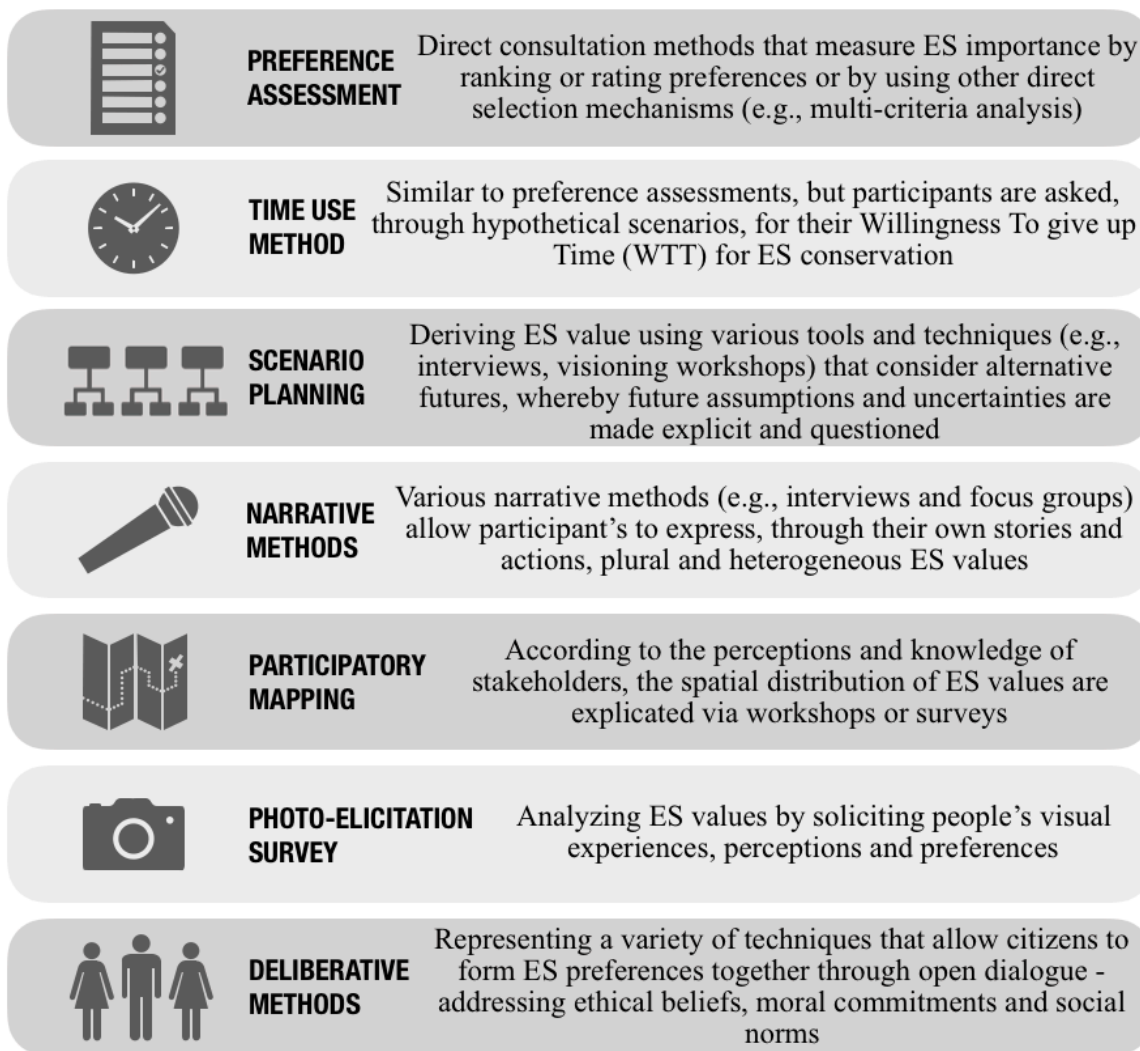 PREFERENCE
ASSESSMENT
Direct consultation methods that measure ES importance by
ranking or rating preferences or by using other direct
selection mechanisms (e.g., multi-criteria analysis)
TIME USE
METHOD
Similar to preference assessments, but participants are asked,
through hypothetical scenarios, for their Willingness To give up
Time (WTT) for ES conservation
SCENARIO
PLANNING
Deriving ES value using various tools and techniques (e.g.,
interviews, visioning workshops) that consider alternative
futures, whereby future assumptions and uncertainties are
made explicit and questioned
NARRATIVE
METHODS
Various narrative methods (e.g., interviews and focus groups)
allow participant's to express, through their own stories and
actions, plural and heterogeneous ES values
PARTICIPATORY
MAPPING
According to the perceptions and knowledge of
stakeholders, the spatial distribution of ES values are
explicated via workshops or surveys
PHOTO-ELICITATION
SURVEY
Analyzing ES values by soliciting people's visual
experiences, perceptions and preferences
DELIBERATIVE
METHODS
Representing a variety of techniques that allow citizens to
form ES preferences together through open dialogue -
addressing ethical beliefs, moral commitments and social
norms